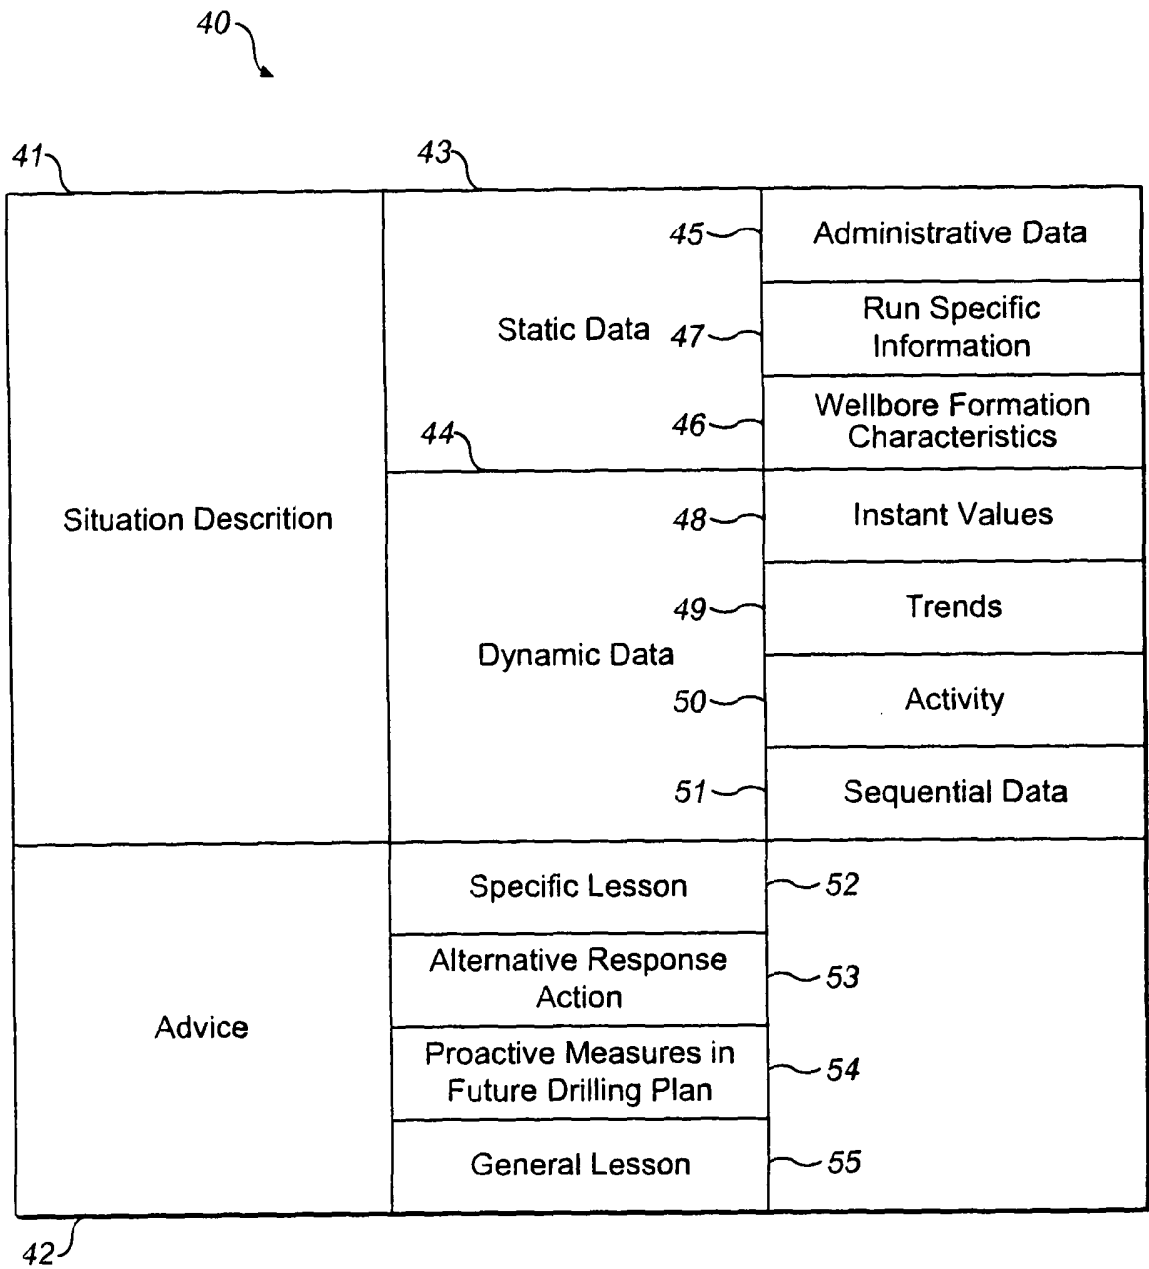 40
41
43
45
Administrative Data
Static Data
47
Run Specific
Information
46
Wellbore Formation
Characteristics
44
Situation Descrition
48
Instant Values
49
Trends
Dynamic Data
50
Activity
51
Sequential Data
Specific Lesson
52
Alternative Response
Action
53
Advice
Proactive Measures in
Future Drilling Plan
54
General Lesson
55
42